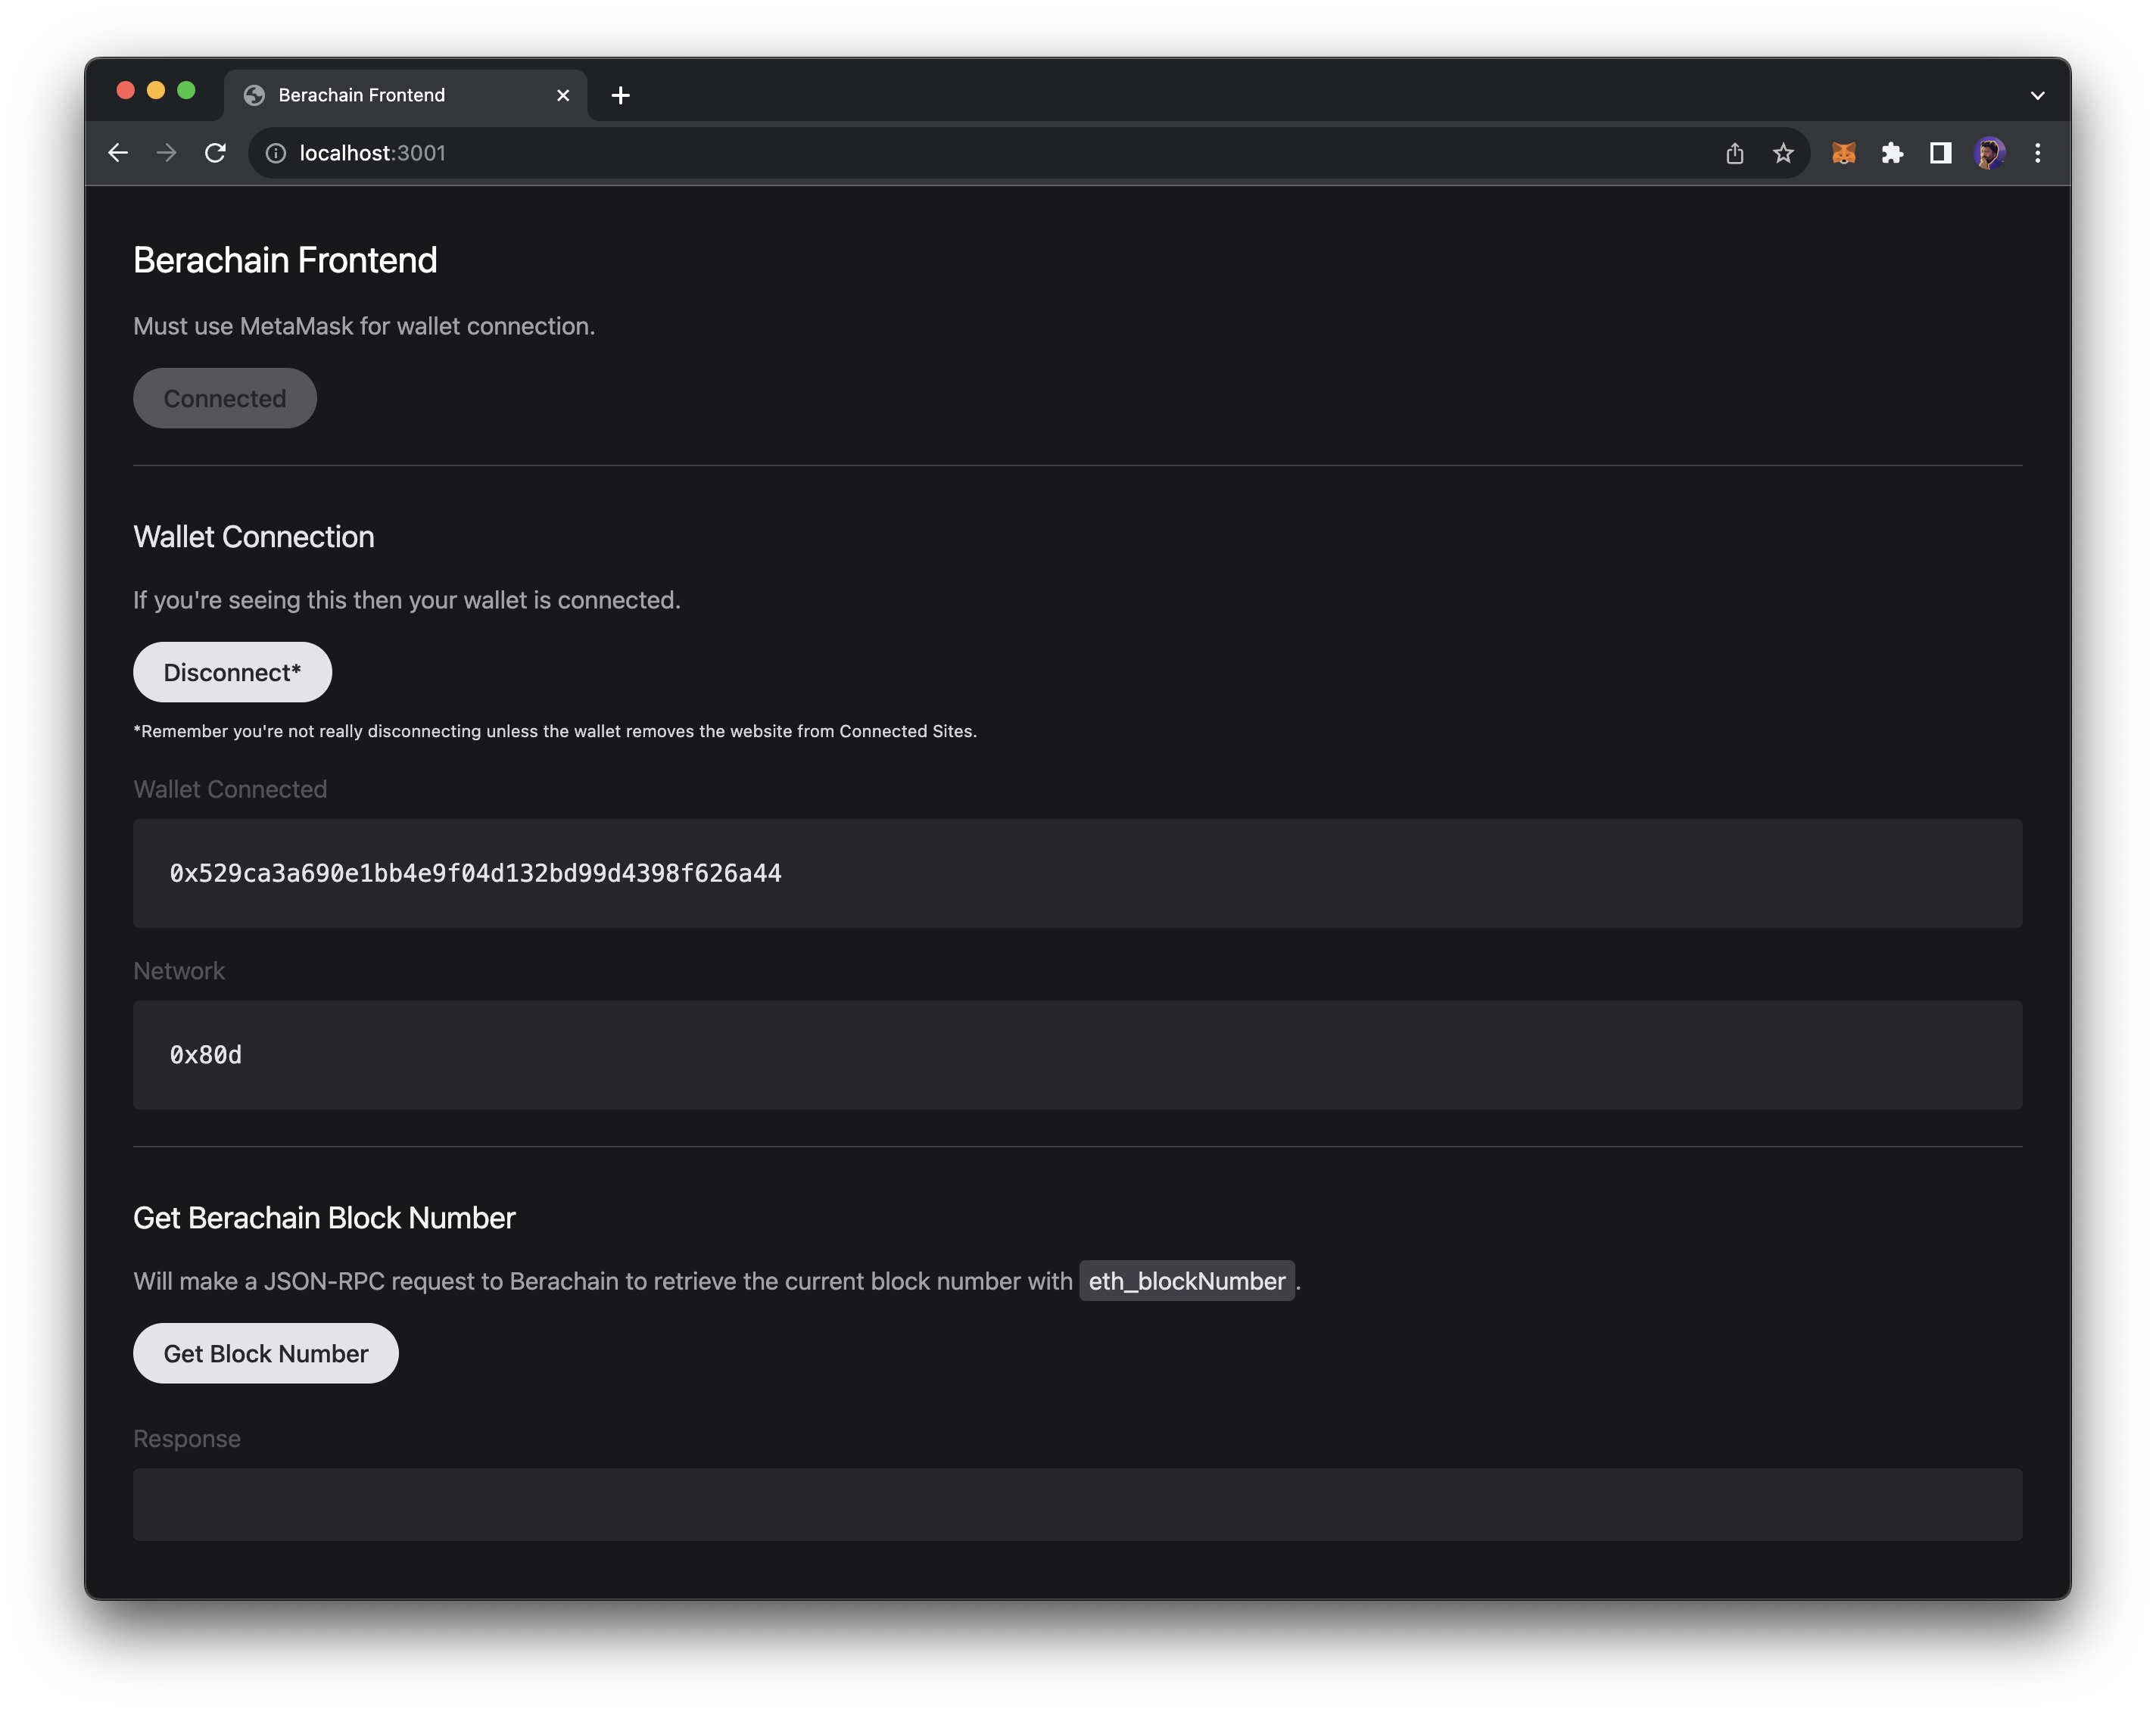 Berachain Frontend
localhost:3001
Berachain Frontend
Must use MetaMask for wallet connection.
Connected
Wallet Connection
If you're seeing this then your wallet is connected.
Disconnect*
*Remember you're not really disconnecting unless the wallet removes the website from Connected Sites.
Wallet Connected
0x529ca3a690e1bb4e9f04d132bd99d4398f626a44
Network
0x80d
Get Berachain Block Number
Will make a JSON-RPC request to Berachain to retrieve the current block number with eth_blockNumber.
Get Block Number
Response